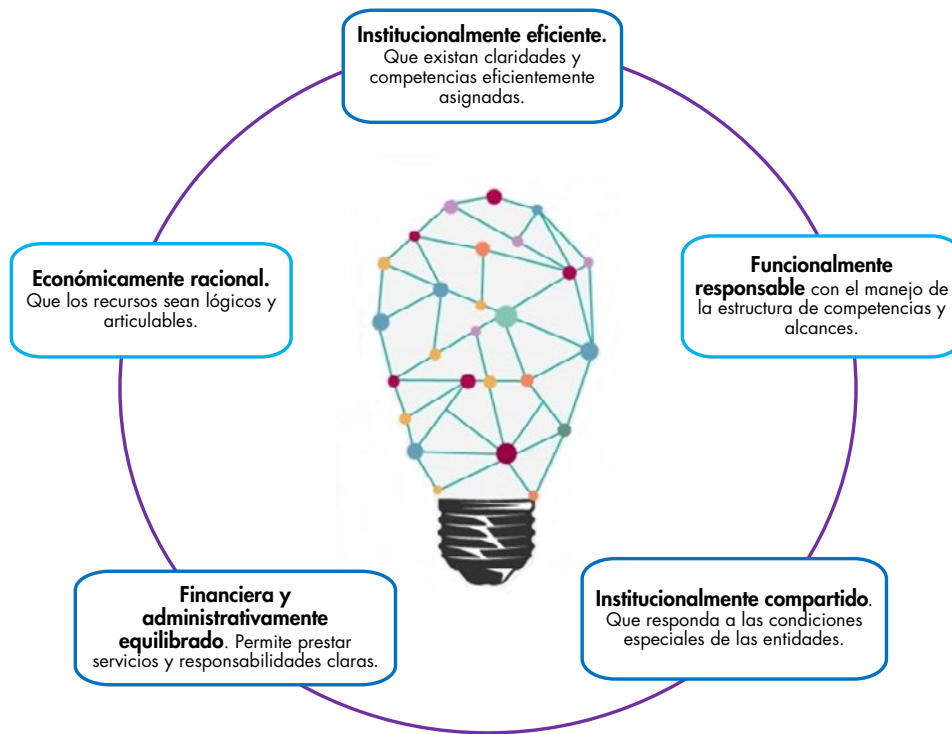 Institucionalmente eficiente.
Que existan claridades y
competencias eficientemente
asignadas.
Funcionalmente
responsable con el manejo de
la estructura de competencias y
alcances.
Institucionalmente compartido.
Que responda a las condiciones
especiales de las entidades.
Financiera y
administrativamente
equilibrado. Permite prestar
servicios y responsabilidades claras.
Económicamente racional.
Que los recursos sean lógicos y
articulables.